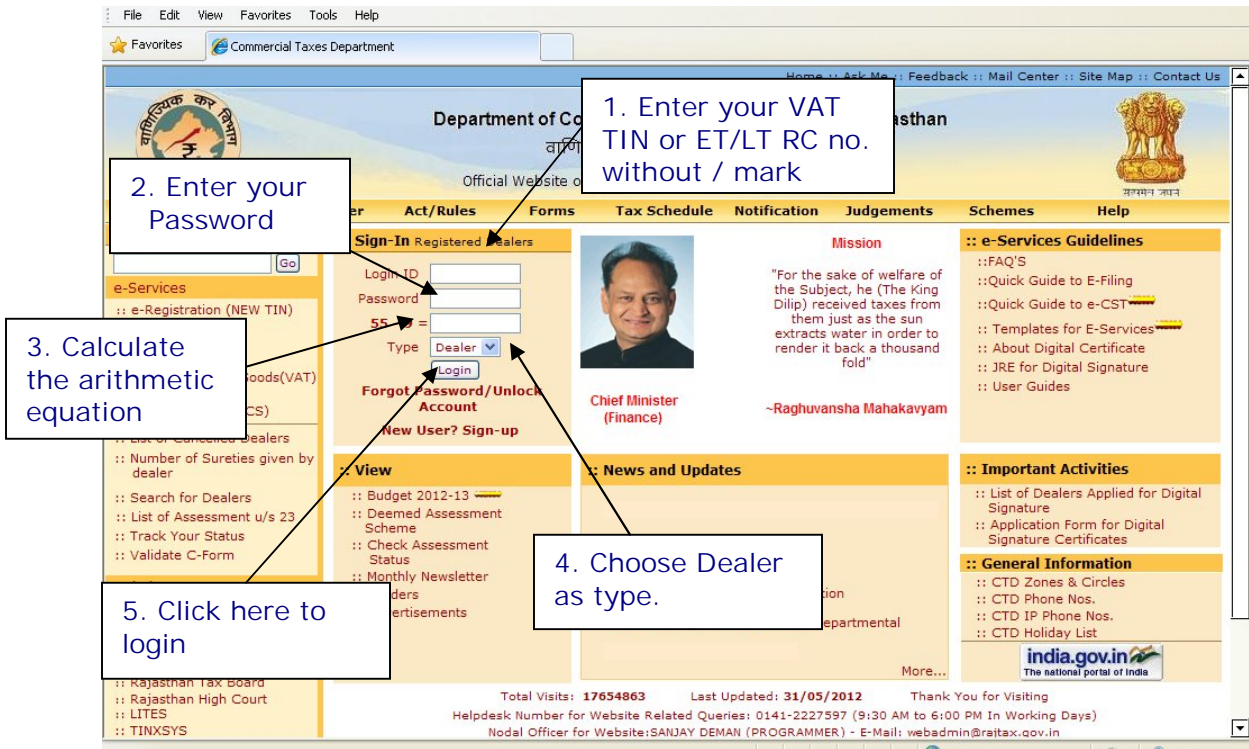 File Edit View Favorites Tools Help
Favorites Commercial Taxes Department
Home :: Ask Me :: Feedback :: Mail Center :: Site Map :: Contact Us
वाणिज्यिक कर विभाग
Department of
Official Website
सत्यमेव जयते
1. Enter your VAT
TIN or ET/LT RC no.
without / mark
2. Enter your
Password
Act/Rules Forms Tax Schedule Notification Judgements Schemes Help
Go
e-Services
:: e-Registration (NEW TIN)
Goods(VAT)
:: List of Cancelled Dealers
:: Number of Sureties given by
dealer
:: Search for Dealers
:: List of Assessment u/s 23
:: Track Your Status
:: Validate C-Form
3. Calculate
the arithmetic
equation
Sign-In Registered Dealers
Login ID
Password
55 =
Type Dealer
Login
Forgot Password/Unlock
Account
New User? Sign-up
Chief Minister
(Finance)
Mission
"For the sake of welfare of
the Subject, he (The King
Dilip) received taxes from
them just as the sun
extracts water in order to
render it back a thousand
fold"
~Raghuvansha Mahakavyam
:: e-Services Guidelines
::FAQ'S
::Quick Guide to E-Filing
::Quick Guide to e-CST
:: Templates for E-Services
:: About Digital Certificate
:: JRE for Digital Signature
:: User Guides
:: View
:: Budget 2012-13
:: Deemed Assessment
Scheme
:: Check Assessment
Status
:: Monthly Newsletter
:: News and Updates
More...
4. Choose Dealer
as type.
5. Click here to
login
:: Important Activities
:: List of Dealers Applied for Digital
Signature
:: Application Form for Digital
Signature Certificates
:: General Information
:: CTD Zones & Circles
:: CTD Phone Nos.
:: CTD IP Phone Nos.
:: CTD Holiday List
india.gov.in
The national portal of India
:: Rajasthan Tax Board
:: Rajasthan High Court
:: LITES
:: TINXSYS
Total Visits: 17654863 Last Updated: 31/05/2012 Thank You for Visiting
Helpdesk Number for Website Related Queries: 0141-2227597 (9:30 AM to 6:00 PM In Working Days)
Nodal Officer for Website:SANJAY DEMAN (PROGRAMMER) - E-Mail: webadmin@rajtax.gov.in